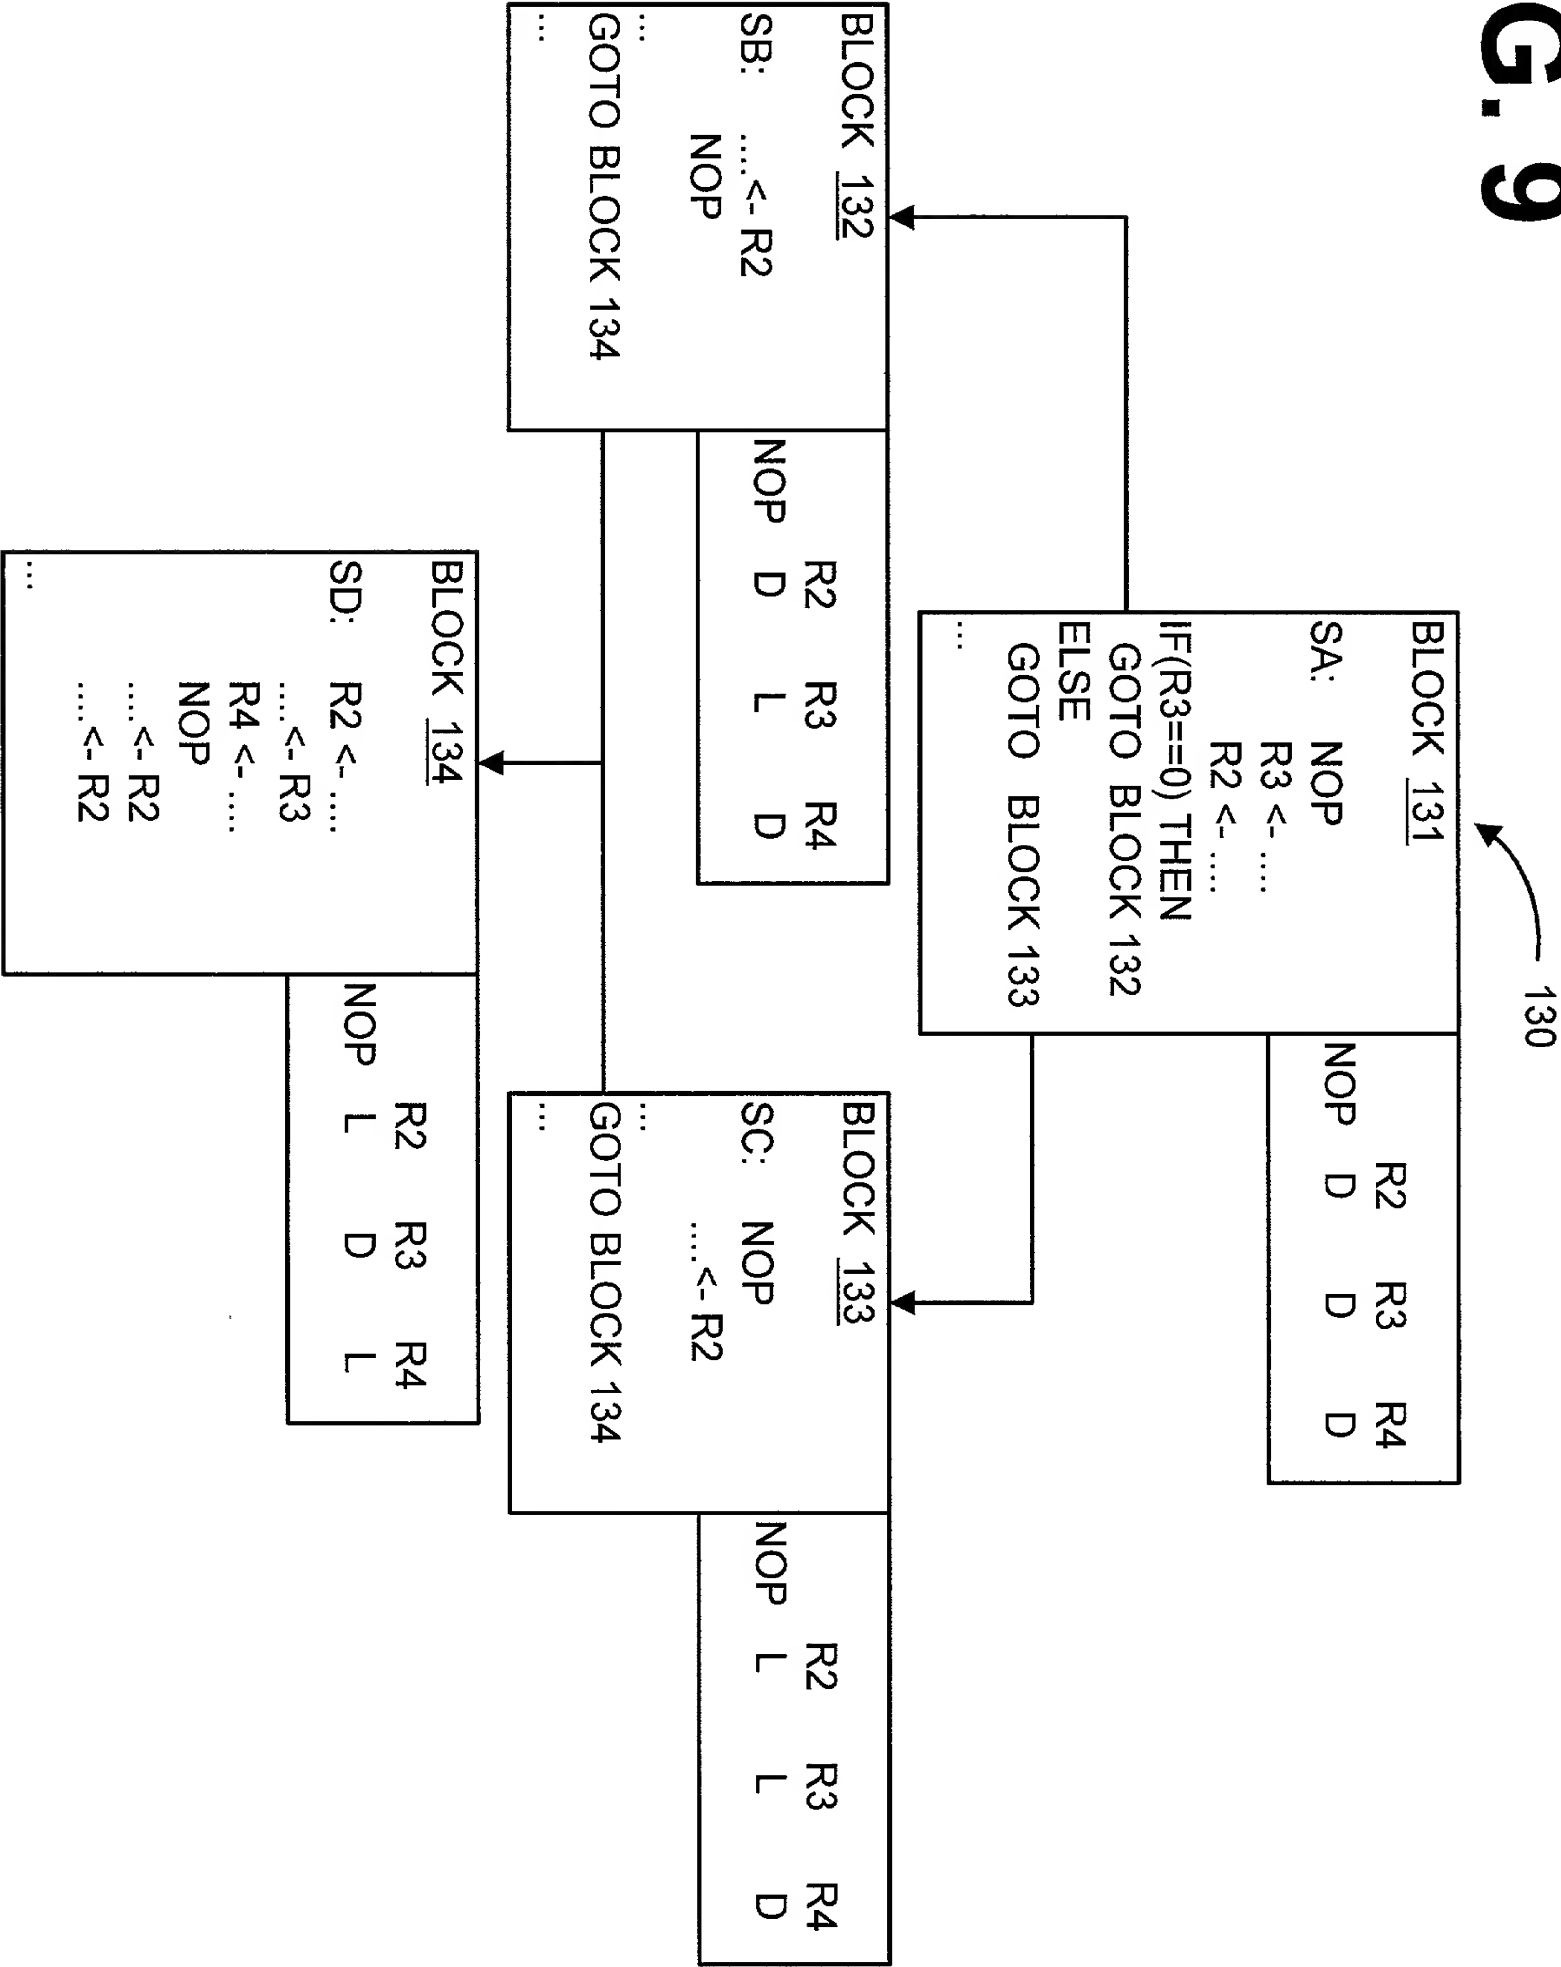 G. 9
130
BLOCK 131
SA: NOP
R3 <- ....
R2 <- ....
IF(R3==0) THEN
GOTO BLOCK 132
ELSE
GOTO BLOCK 133
...
R2 R3 R4
NOP D D D
BLOCK 132
SB: ....<- R2
NOP
...
GOTO BLOCK 134
...
R2 R3 R4
NOP D L D
BLOCK 133
SC: NOP
....<- R2
...
GOTO BLOCK 134
...
R2 R3 R4
NOP L L D
BLOCK 134
SD: R2 <- ....
....<- R3
R4 <- ....
NOP
....<- R2
....<- R2
...
R2 R3 R4
NOP L D L